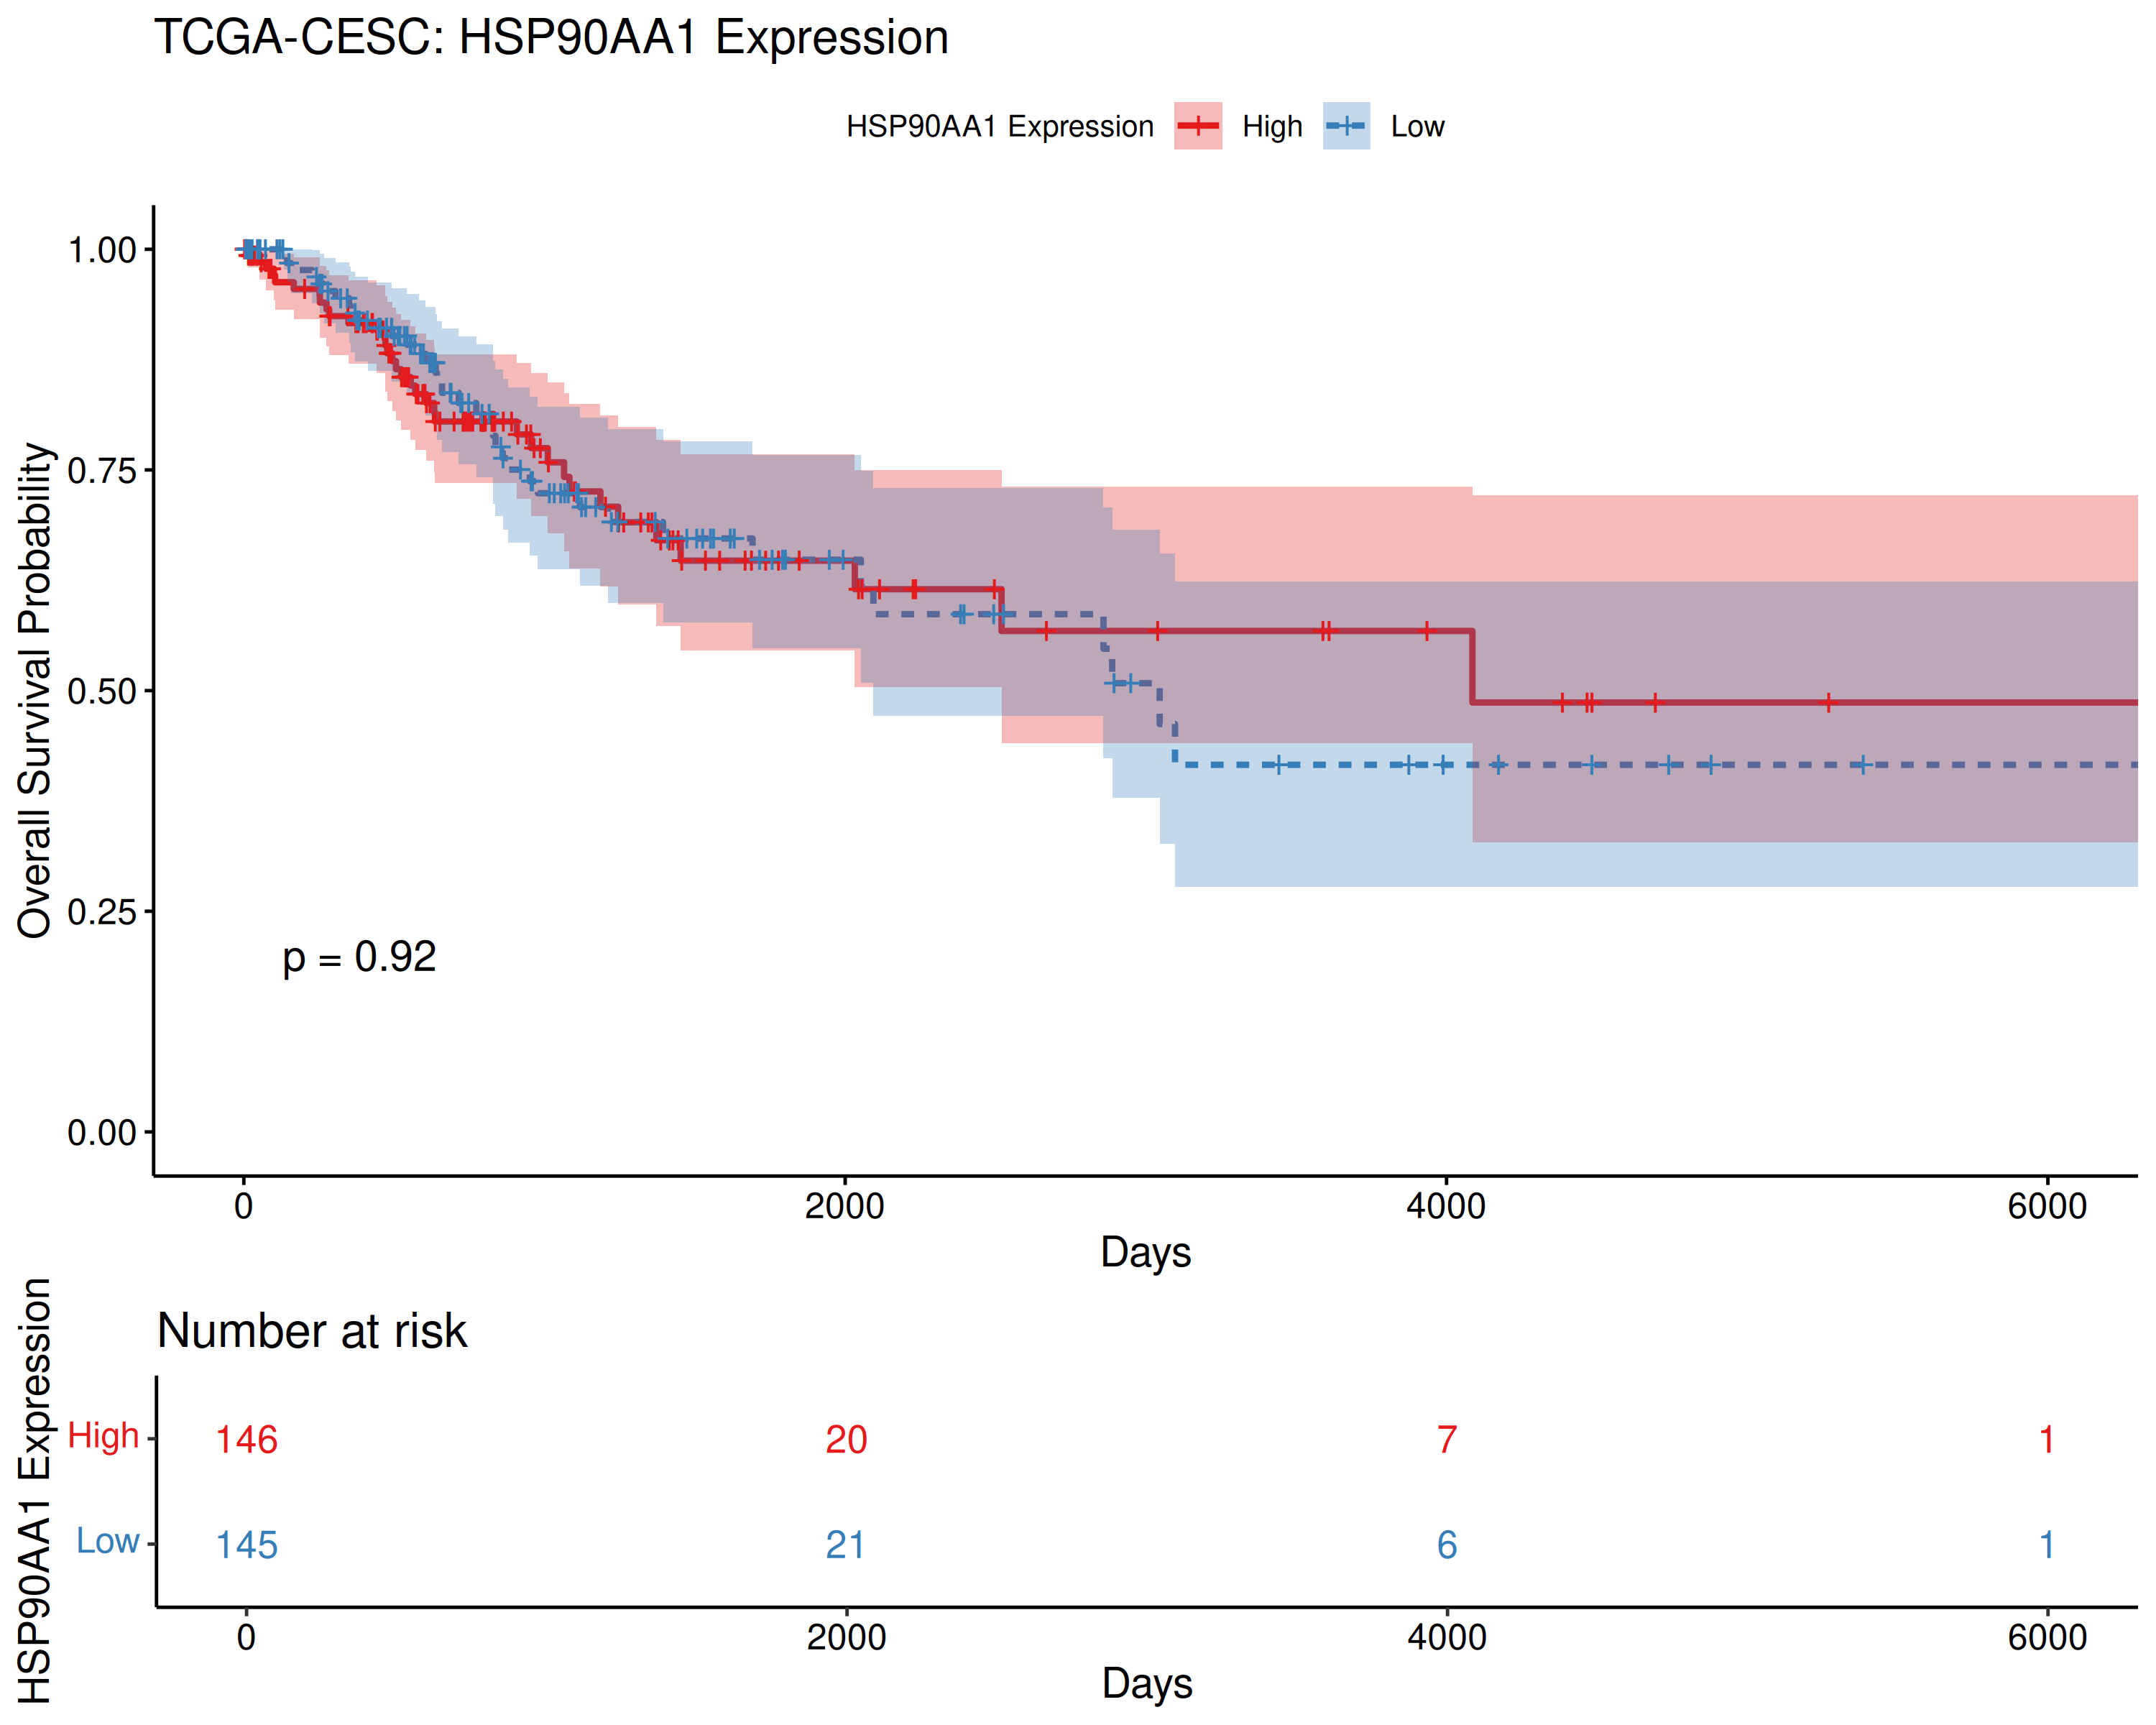 TCGA-CESC: HSP90AA1 Expression
HSP90AA1 Expression High Low
Overall Survival Probability
1.00
0.75
0.50
0.25
0.00
p = 0.92
0 2000 4000 6000
Days
Number at risk
HSP90AA1 Expression
High 146 20 7 1
Low 145 21 6 1
0 2000 4000 6000
Days